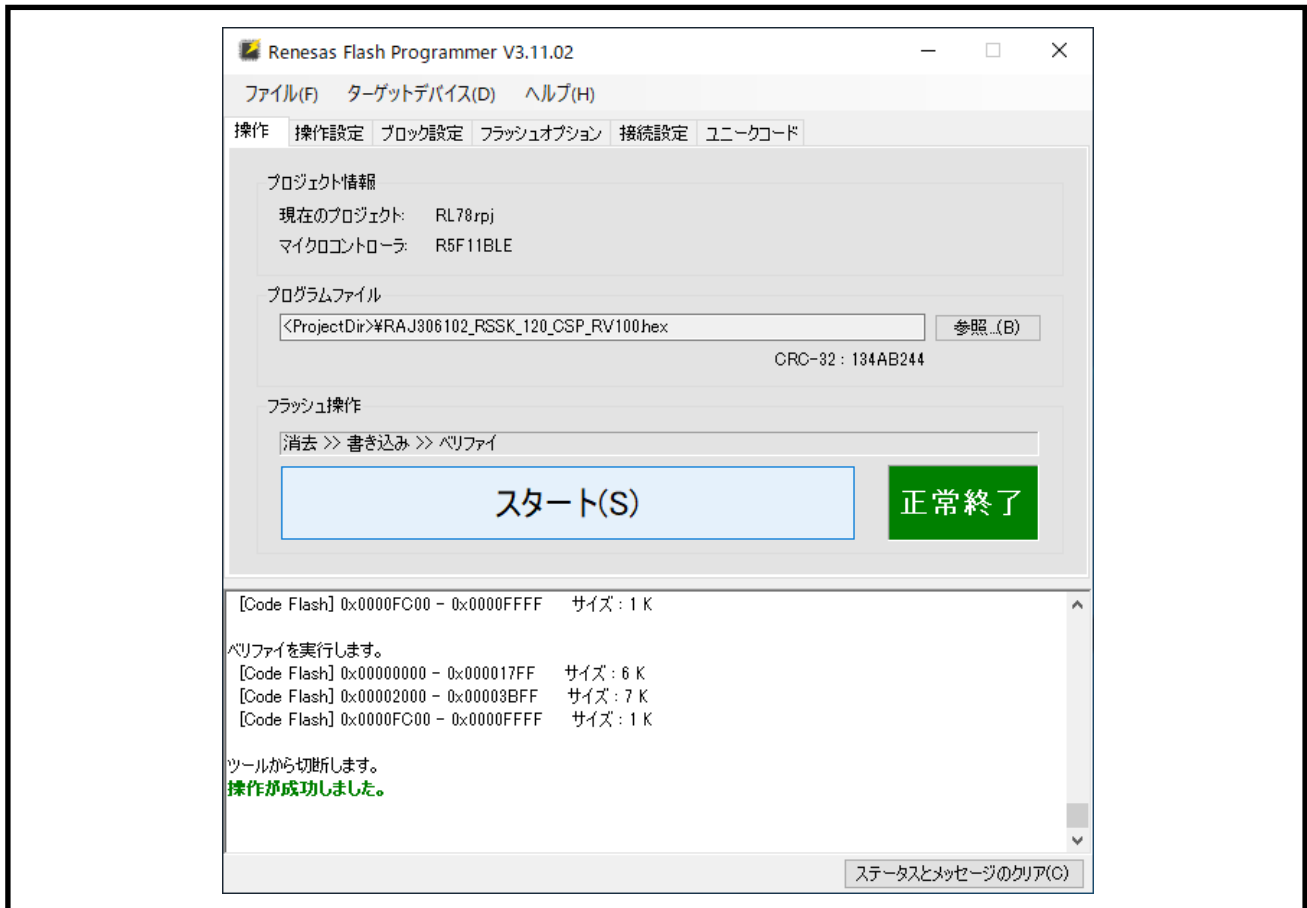 Renesas Flash Programmer V3.11.02
ファイル(F) ターゲットデバイス(D) ヘルプ(H)
操作 操作設定 ブロック設定 フラッシュオプション 接続設定 ユニークコード
プロジェクト情報
現在のプロジェクト: RL78.rpj
マイクロコントローラ: R5F11BLE
プログラムファイル
<ProjectDir>¥RAJ306102_RSSK_120_CSP_RV100.hex 参照...(B)
CRC-32 : 134AB244
フラッシュ操作
消去 >> 書き込み >> ベリファイ
スタート(S) 正常終了
[Code Flash] 0x0000FC00 - 0x0000FFFF サイズ : 1 K
ベリファイを実行します。
[Code Flash] 0x00000000 - 0x000017FF サイズ : 6 K
[Code Flash] 0x00002000 - 0x00003BFF サイズ : 7 K
[Code Flash] 0x0000FC00 - 0x0000FFFF サイズ : 1 K
ツールから切断します。
操作が成功しました。
ステータスとメッセージのクリア(C)